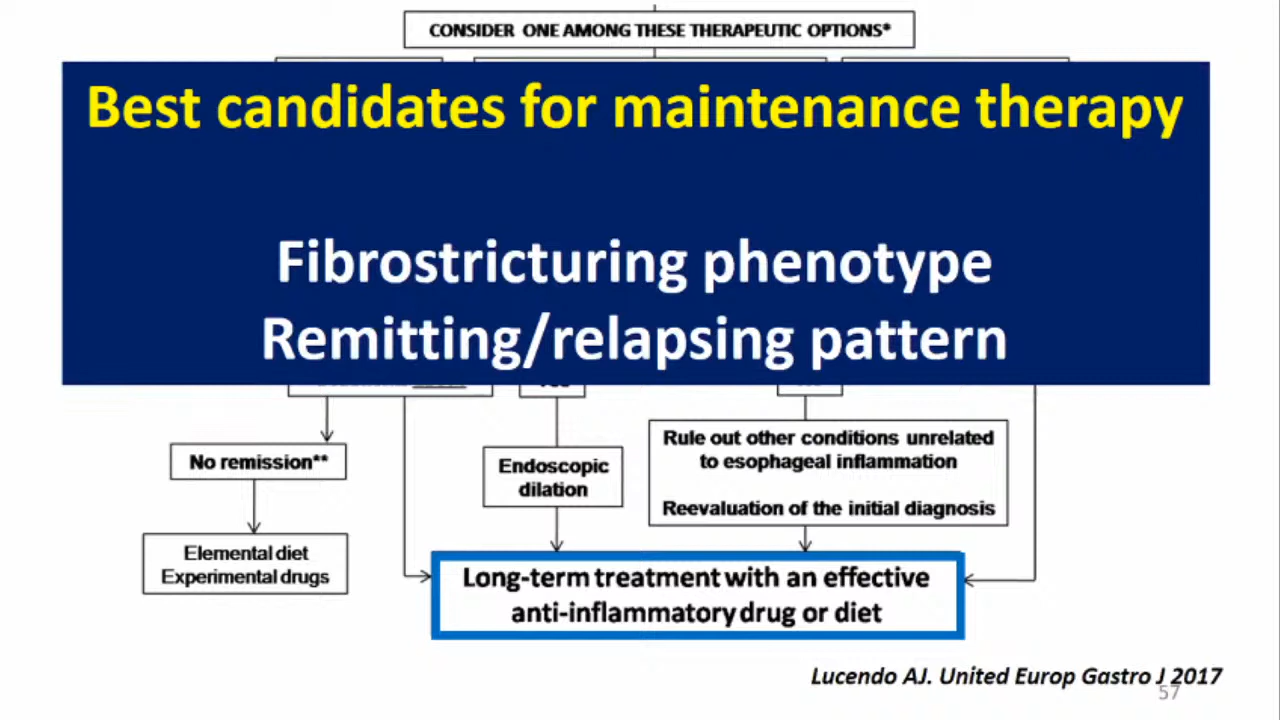 CONSIDER ONE AMONG THESE THERAPEUTIC OPTIONS*
Best candidates for maintenance therapy
Fibrostricturing phenotype
Remitting/relapsing pattern
No remission**
Endoscopic
dilation
Rule out other conditions unrelated
to esophageal inflammation
Reevaluation of the initial diagnosis
Elemental diet
Experimental drugs
Long-term treatment with an effective
anti-inflammatory drug or diet
Lucendo AJ. United Europ Gastro J 2017
57